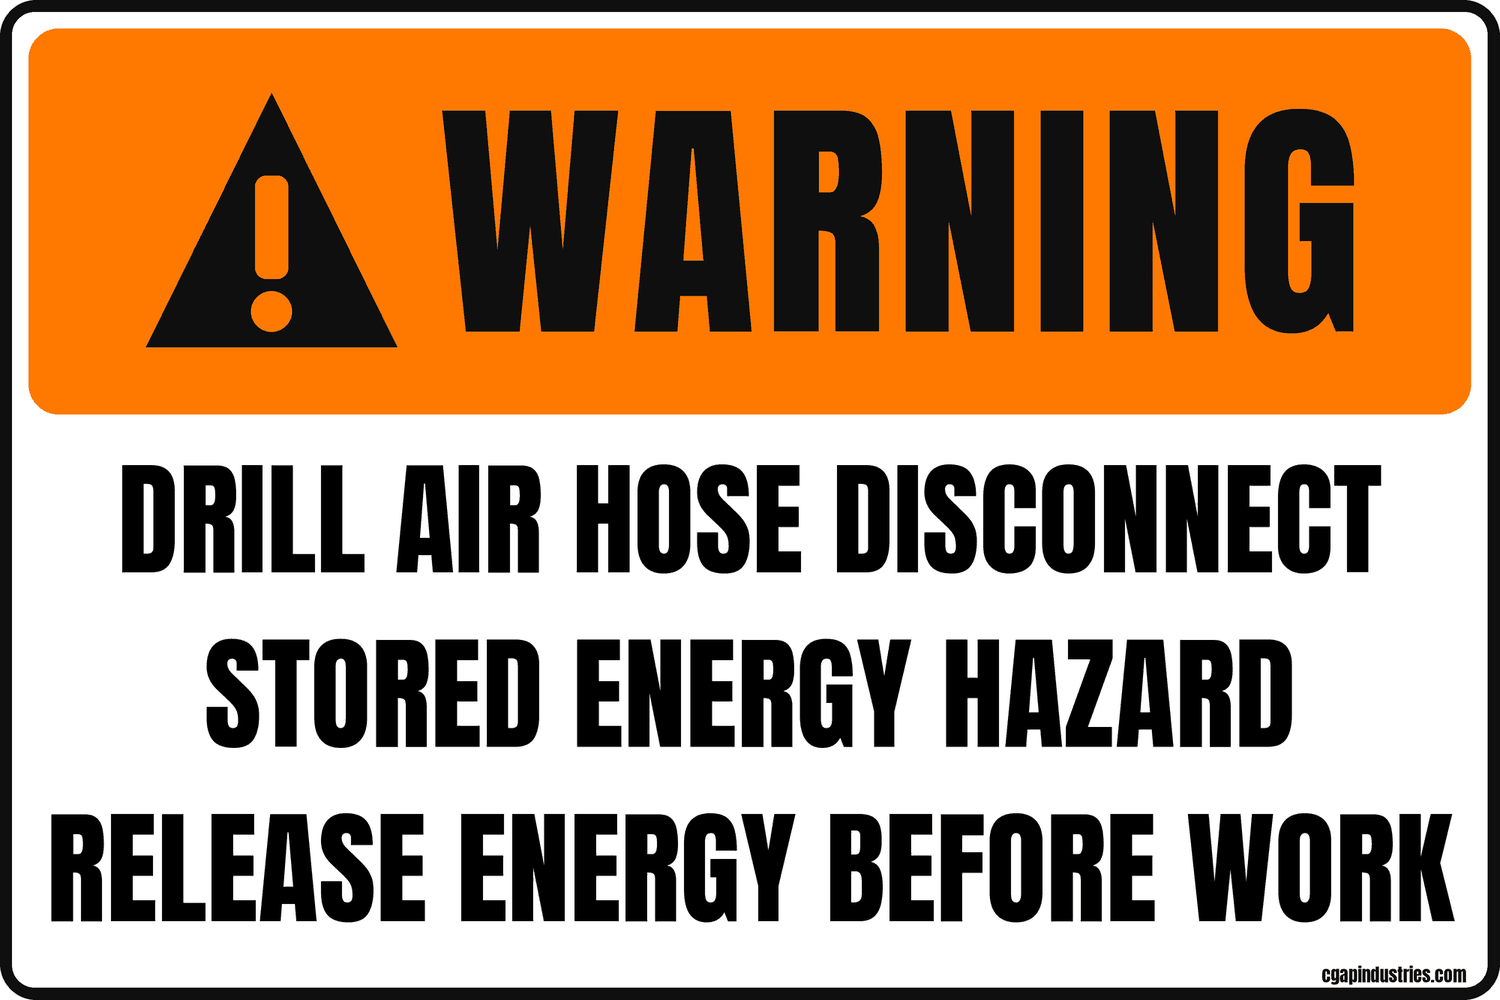 WARNING
DRILL AIR HOSE DISCONNECT
STORED ENERGY HAZARD
RELEASE ENERGY BEFORE WORK
cgapindustries.com